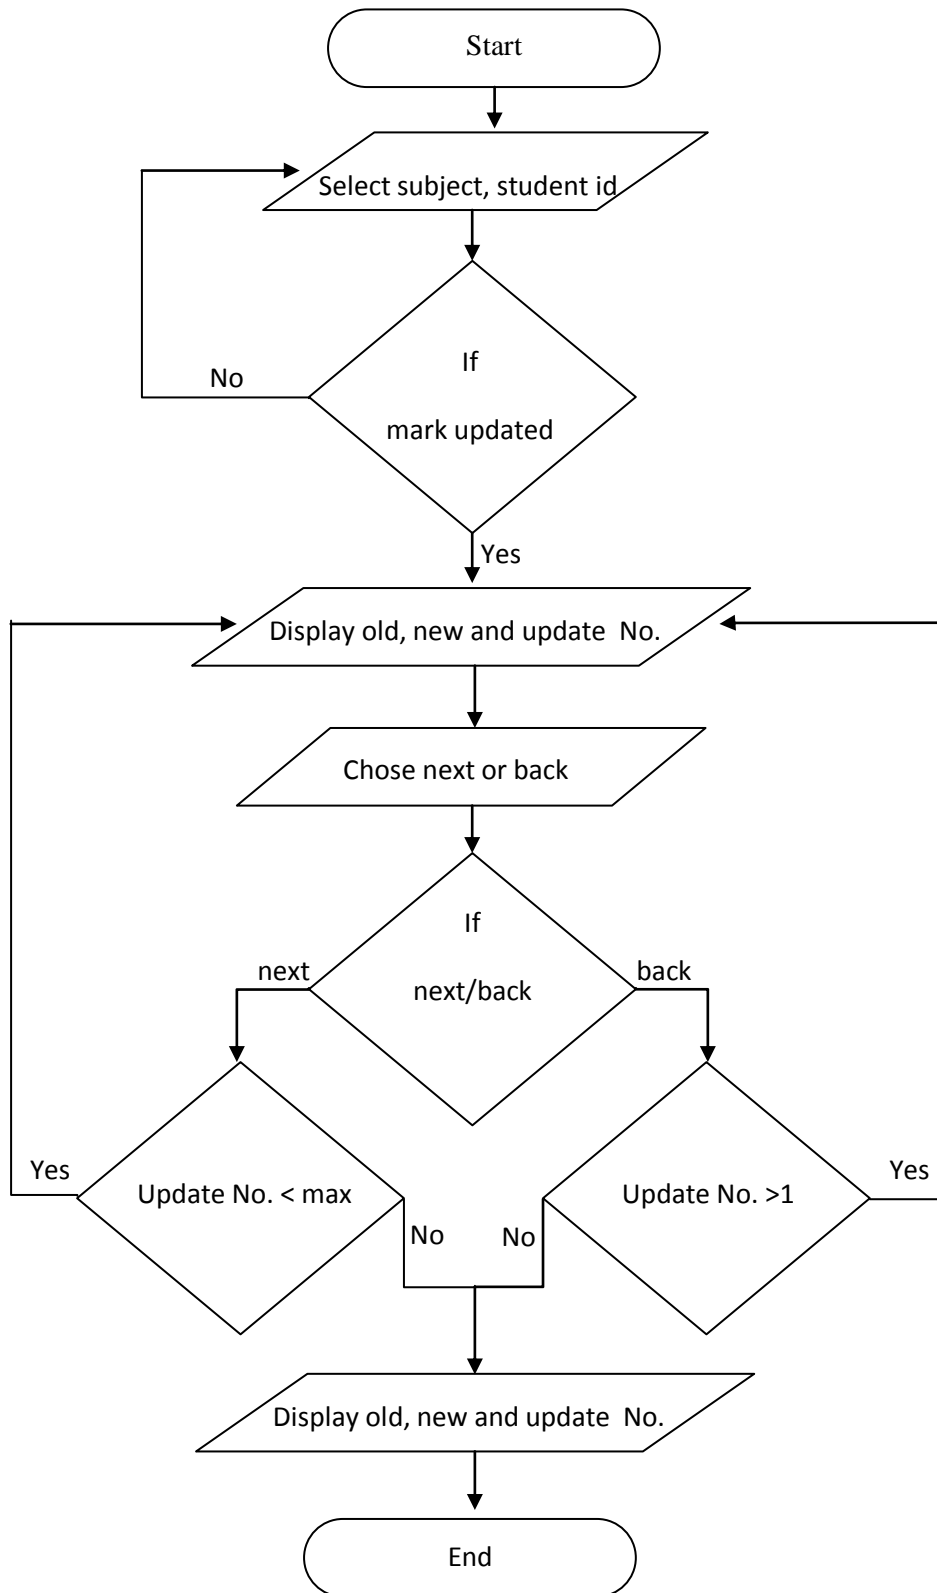 Start
Select subject, student id
If
mark updated
No
Yes
Display old, new and update  No.
Chose next or back
If
next/back
next
back
Update No. < max
Yes
No
Update No. >1
No
Yes
Display old, new and update  No.
End